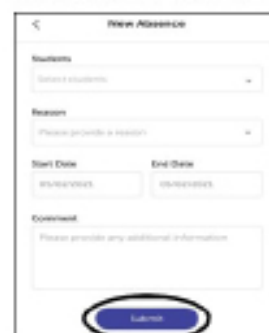 New Absence
Students
Select students
Reason
Please provide a reason
Start Date End Date
Comment
Please provide any additional information
Submit